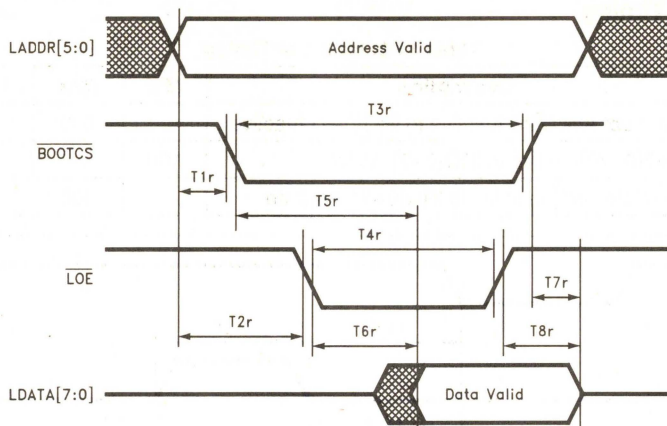 LADDR[5:0]
Address Valid
T3r
BOOTCS
T1r
T5r
T4r
LOE
T7r
T2r
T6r
T8r
LDATA[7:0]
Data Valid